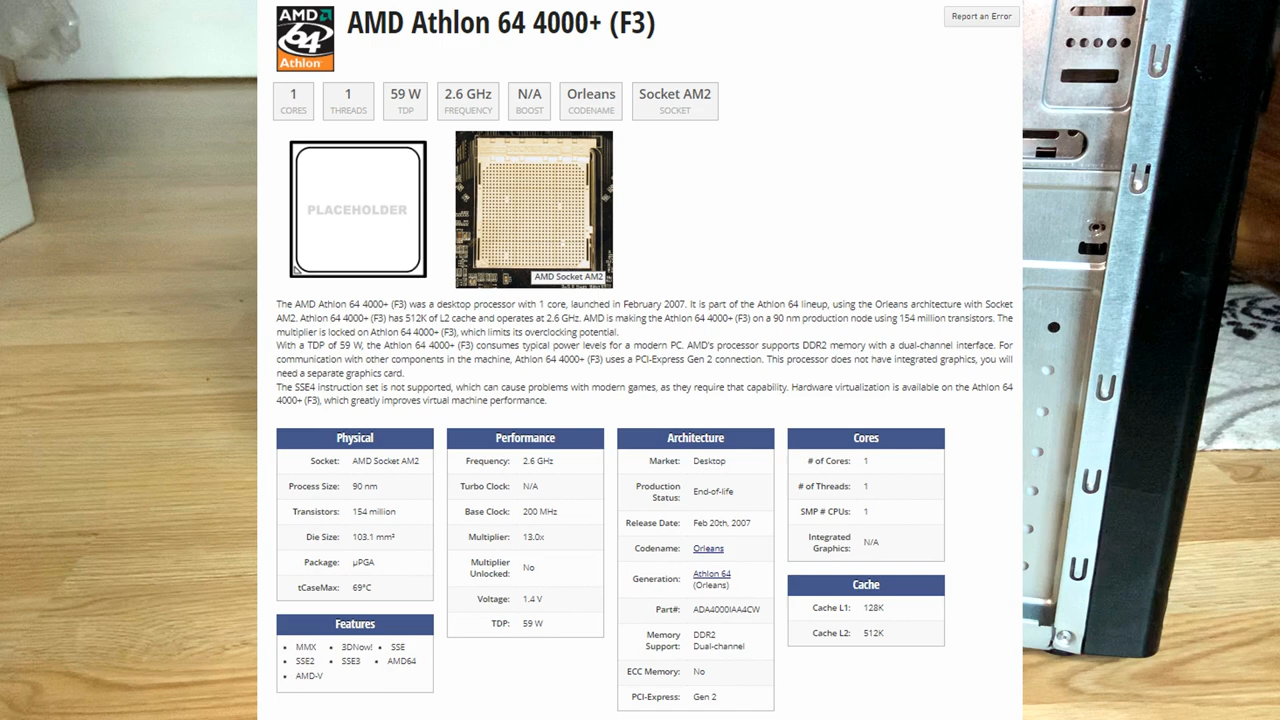 AMD
64
Athlon
AMD Athlon 64 4000+ (F3)
Report an Error
1
CORES
1
THREADS
59 W
TDP
2.6 GHz
FREQUENCY
N/A
BOOST
Orleans
CODENAME
Socket AM2
SOCKET
PLACEHOLDER
AMD Socket AM2
The AMD Athlon 64 4000+ (F3) was a desktop processor with 1 core, launched in February 2007. It is part of the Athlon 64 lineup, using the Orleans architecture with Socket
AM2. Athlon 64 4000+ (F3) has 512K of L2 cache and operates at 2.6 GHz. AMD is making the Athlon 64 4000+ (F3) on a 90 nm production node using 154 million transistors. The
multiplier is locked on Athlon 64 4000+ (F3), which limits its overclocking potential.
With a TDP of 59 W, the Athlon 64 4000+ (F3) consumes typical power levels for a modern PC. AMD's processor supports DDR2 memory with a dual-channel interface. For
communication with other components in the machine, Athlon 64 4000+ (F3) uses a PCI-Express Gen 2 connection. This processor does not have integrated graphics, you will
need a separate graphics card.
The SSE4 instruction set is not supported, which can cause problems with modern games, as they require that capability. Hardware virtualization is available on the Athlon 64
4000+ (F3), which greatly improves virtual machine performance.
Physical
Socket: AMD Socket AM2
Process Size: 90 nm
Transistors: 154 million
Die Size: 103.1 mm²
Package: µPGA
tCaseMax: 69°C
Features
MMX 3DNow! SSE
SSE2 SSE3 AMD64
AMD-V
Performance
Frequency: 2.6 GHz
Turbo Clock: N/A
Base Clock: 200 MHz
Multiplier: 13.0x
Multiplier
Unlocked: No
Voltage: 1.4 V
TDP: 59 W
Architecture
Market: Desktop
Production
Status: End-of-life
Release Date: Feb 20th, 2007
Codename: Orleans
Generation: Athlon 64
(Orleans)
Part#: ADA4000IAA4CW
Memory DDR2
Support: Dual-channel
ECC Memory: No
PCI-Express: Gen 2
Cores
# of Cores: 1
# of Threads: 1
SMP # CPUs: 1
Integrated
Graphics: N/A
Cache
Cache L1: 128K
Cache L2: 512K